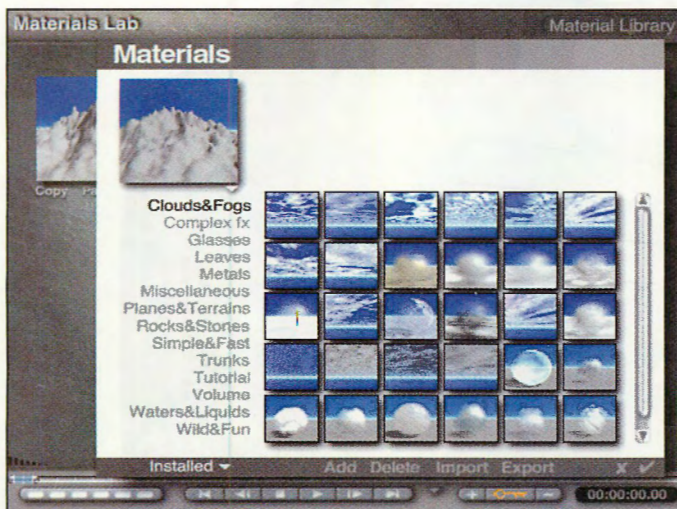 Materials Lab
Material Library
Materials
Copy
Clouds&Fogs
Complex fx
Glasses
Leaves
Metals
Miscellaneous
Planes&Terrains
Rocks&Stones
Simple&Fast
Trunks
Tutorial
Volume
Waters&Liquids
Wild&Fun
Installed
Add Delete Import Export
00:00:00.00